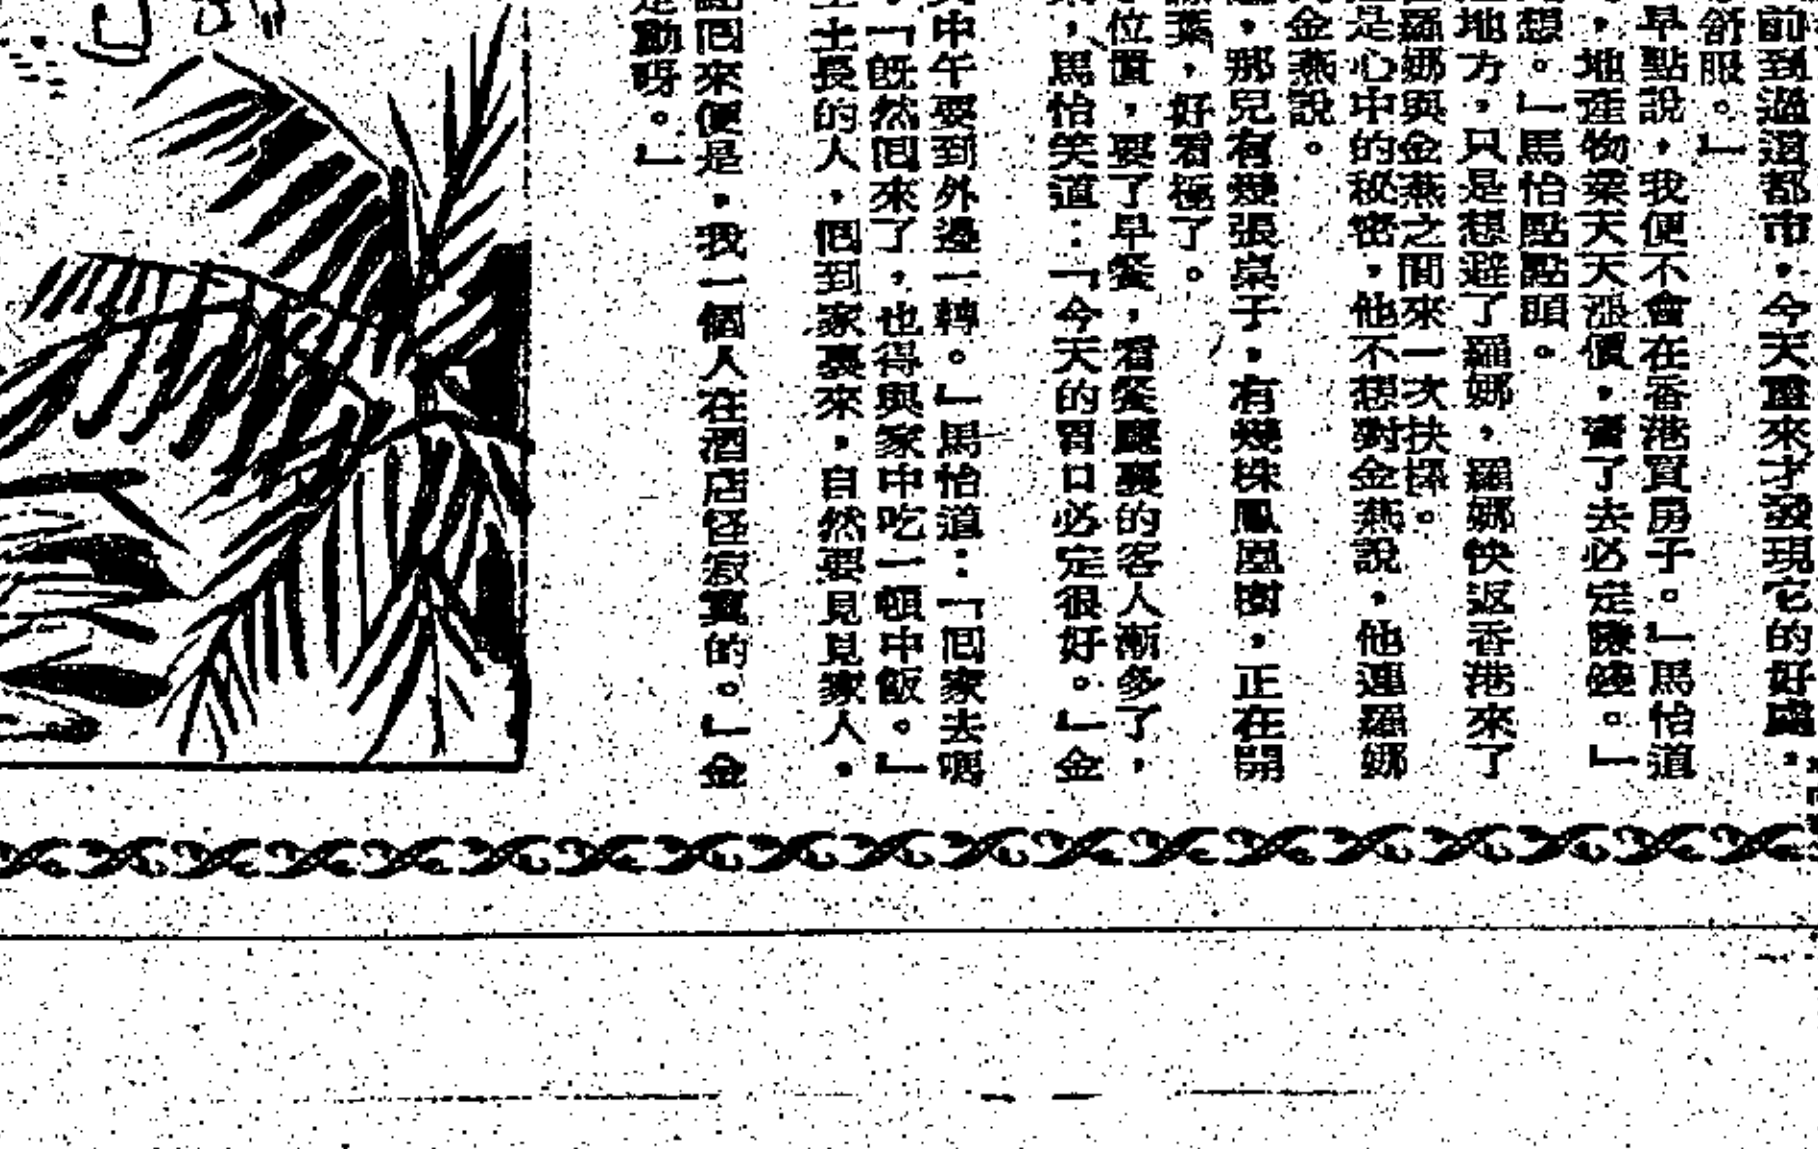 前到過這都市，今天重來才發現它的好處，
舒服。」
早點說，我便不會在香港買房子。」馬怡道
，地產物業天天漲價，賣了去必定賺錢。」
想。」馬怡點點頭。
地方，只是想避了羅娜，羅娜快返香港來了
羅娜與金燕之間來一次抉擇。
是心中的秘密，他不想對金燕說，他連羅娜
金燕說。
，那兒有幾張桌子，有幾株鳳凰樹，正在開
葉，好看極了。
位置，要了早餐，看餐廳裏的客人漸多了，
，馬怡笑道：「今天的胃口必定很好。」金
中午要到外邊一轉。」馬怡道：「回家去嗎
，「既然回來了，也得與家中吃一頓中飯。」
土長的人，回到家裏來，自然要見見家人，
回來便是，我一個人在酒店怪寂寞的。」金
動呀。」